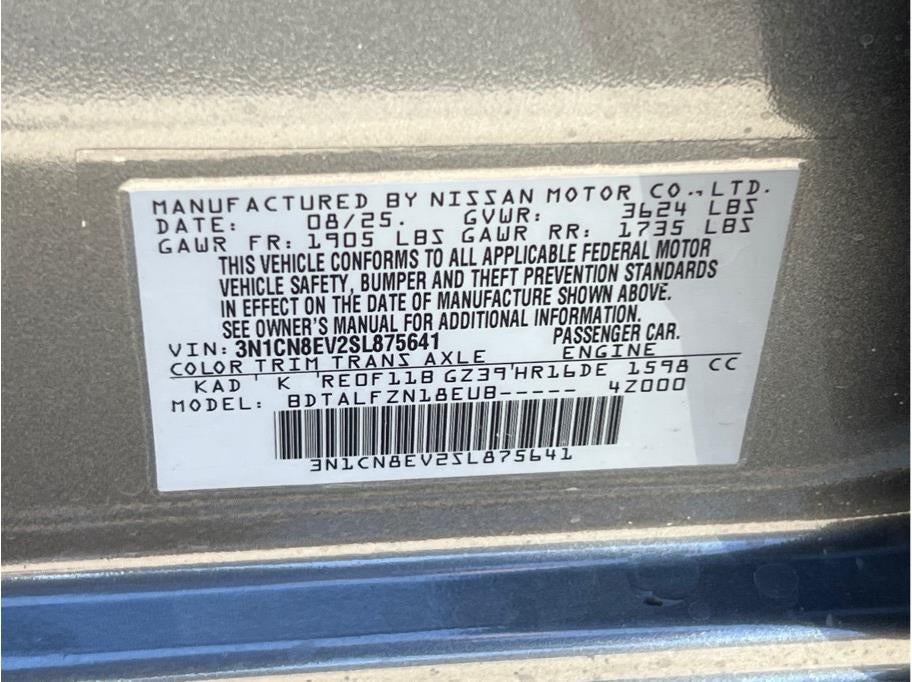 MANUFACTURED BY NISSAN MOTOR CO., LTD.
DATE: 08/25. GVWR: 3624 LBS
GAWR FR: 1905 LBS GAWR RR: 1735 LBS
THIS VEHICLE CONFORMS TO ALL APPLICABLE FEDERAL MOTOR
VEHICLE SAFETY, BUMPER AND THEFT PREVENTION STANDARDS
IN EFFECT ON THE DATE OF MANUFACTURE SHOWN ABOVE.
SEE OWNER'S MANUAL FOR ADDITIONAL INFORMATION.
VIN: 3N1CN8EV2SL875641 PASSENGER CAR.
COLOR TRIM TRANS AXLE ENGINE
KAD K RE0F11B GZ39 HR16DE 1598 CC
MODEL: BDTALFZN18EUB----- 4Z000
3N1CN8EV2SL875641